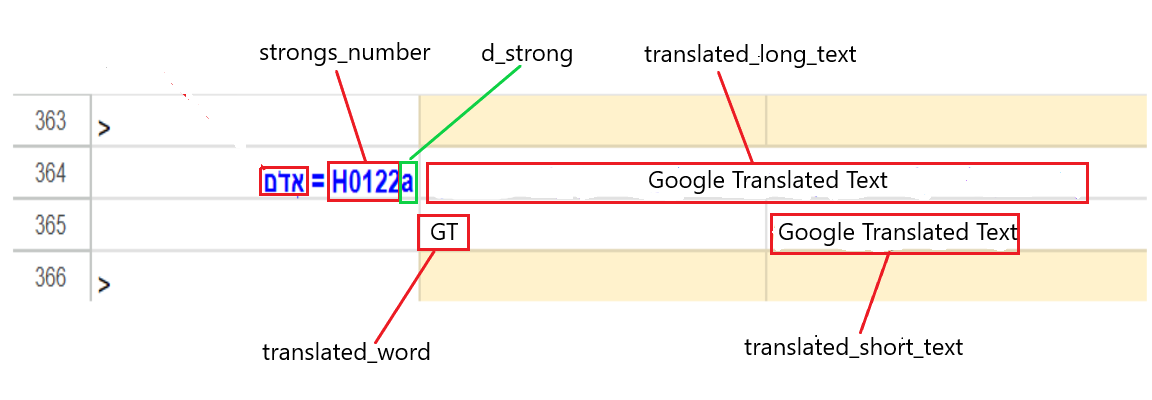 strongs_number d_strong translated_long_text
363 >
364 אדם = H0122a Google Translated Text
365 GT Google Translated Text
366 >
translated_word translated_short_text